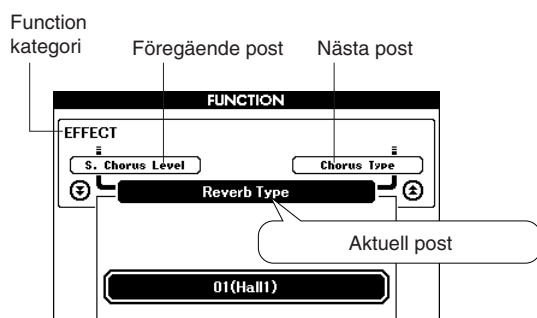 Function
kategori
Föregående post
Nästa post
FUNCTION
EFFECT
S. Chorus Level
Chorus Type
Reverb Type
Aktuell post
01(Hall1)